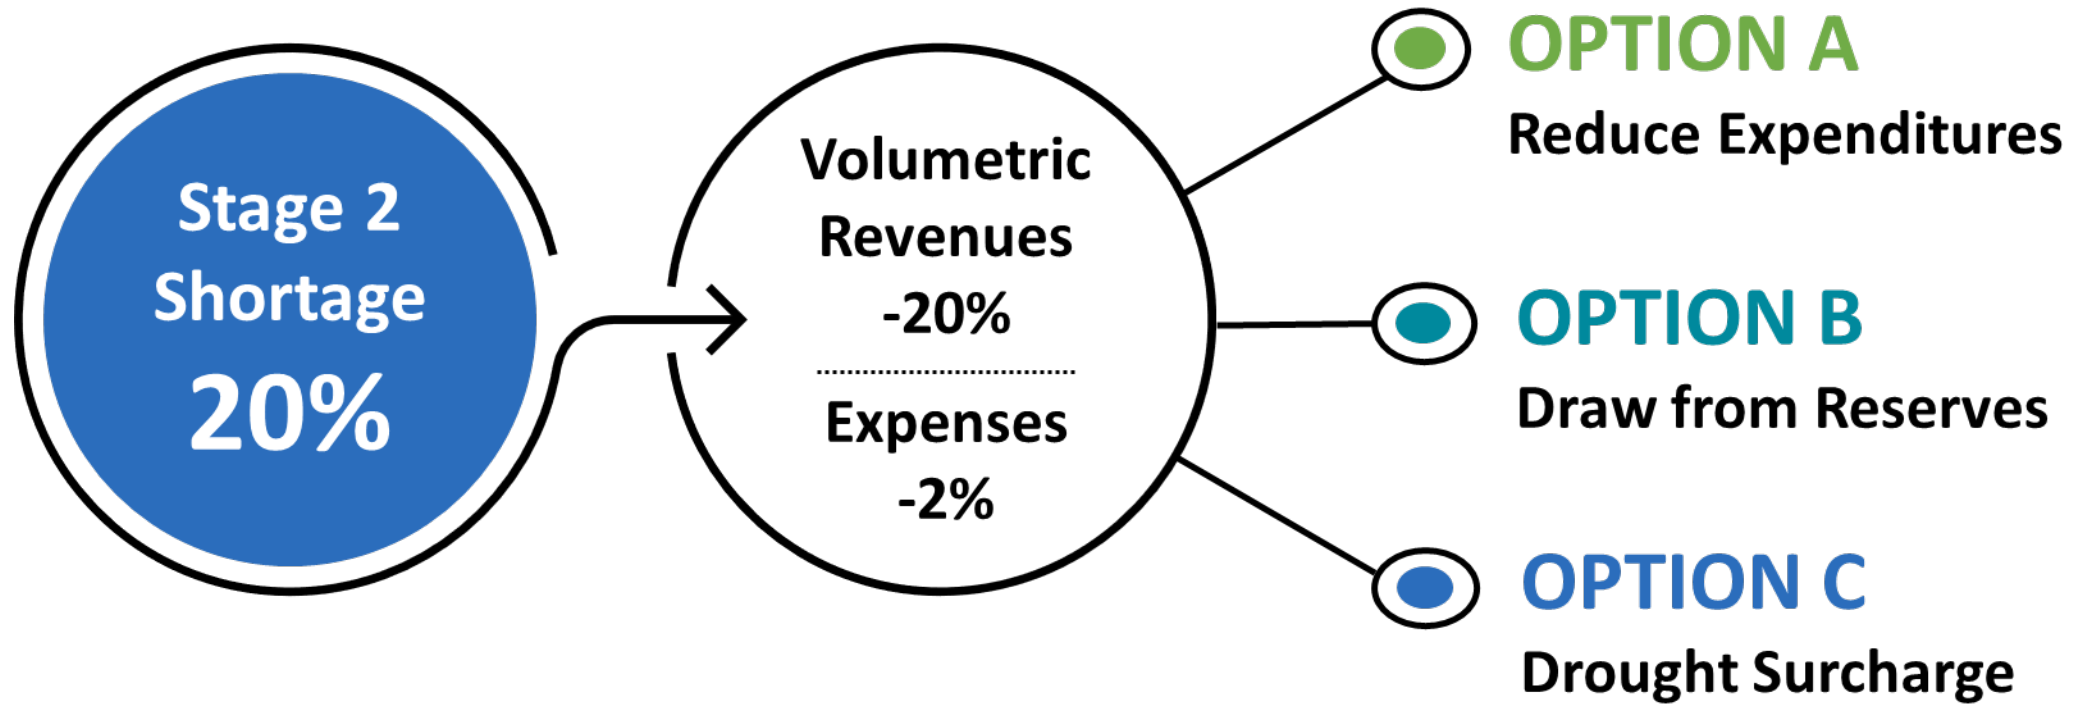 Stage 2
Shortage
20%
Volumetric
Revenues
-20%
Expenses
-2%
OPTION A
Reduce Expenditures
OPTION B
Draw from Reserves
OPTION C
Drought Surcharge